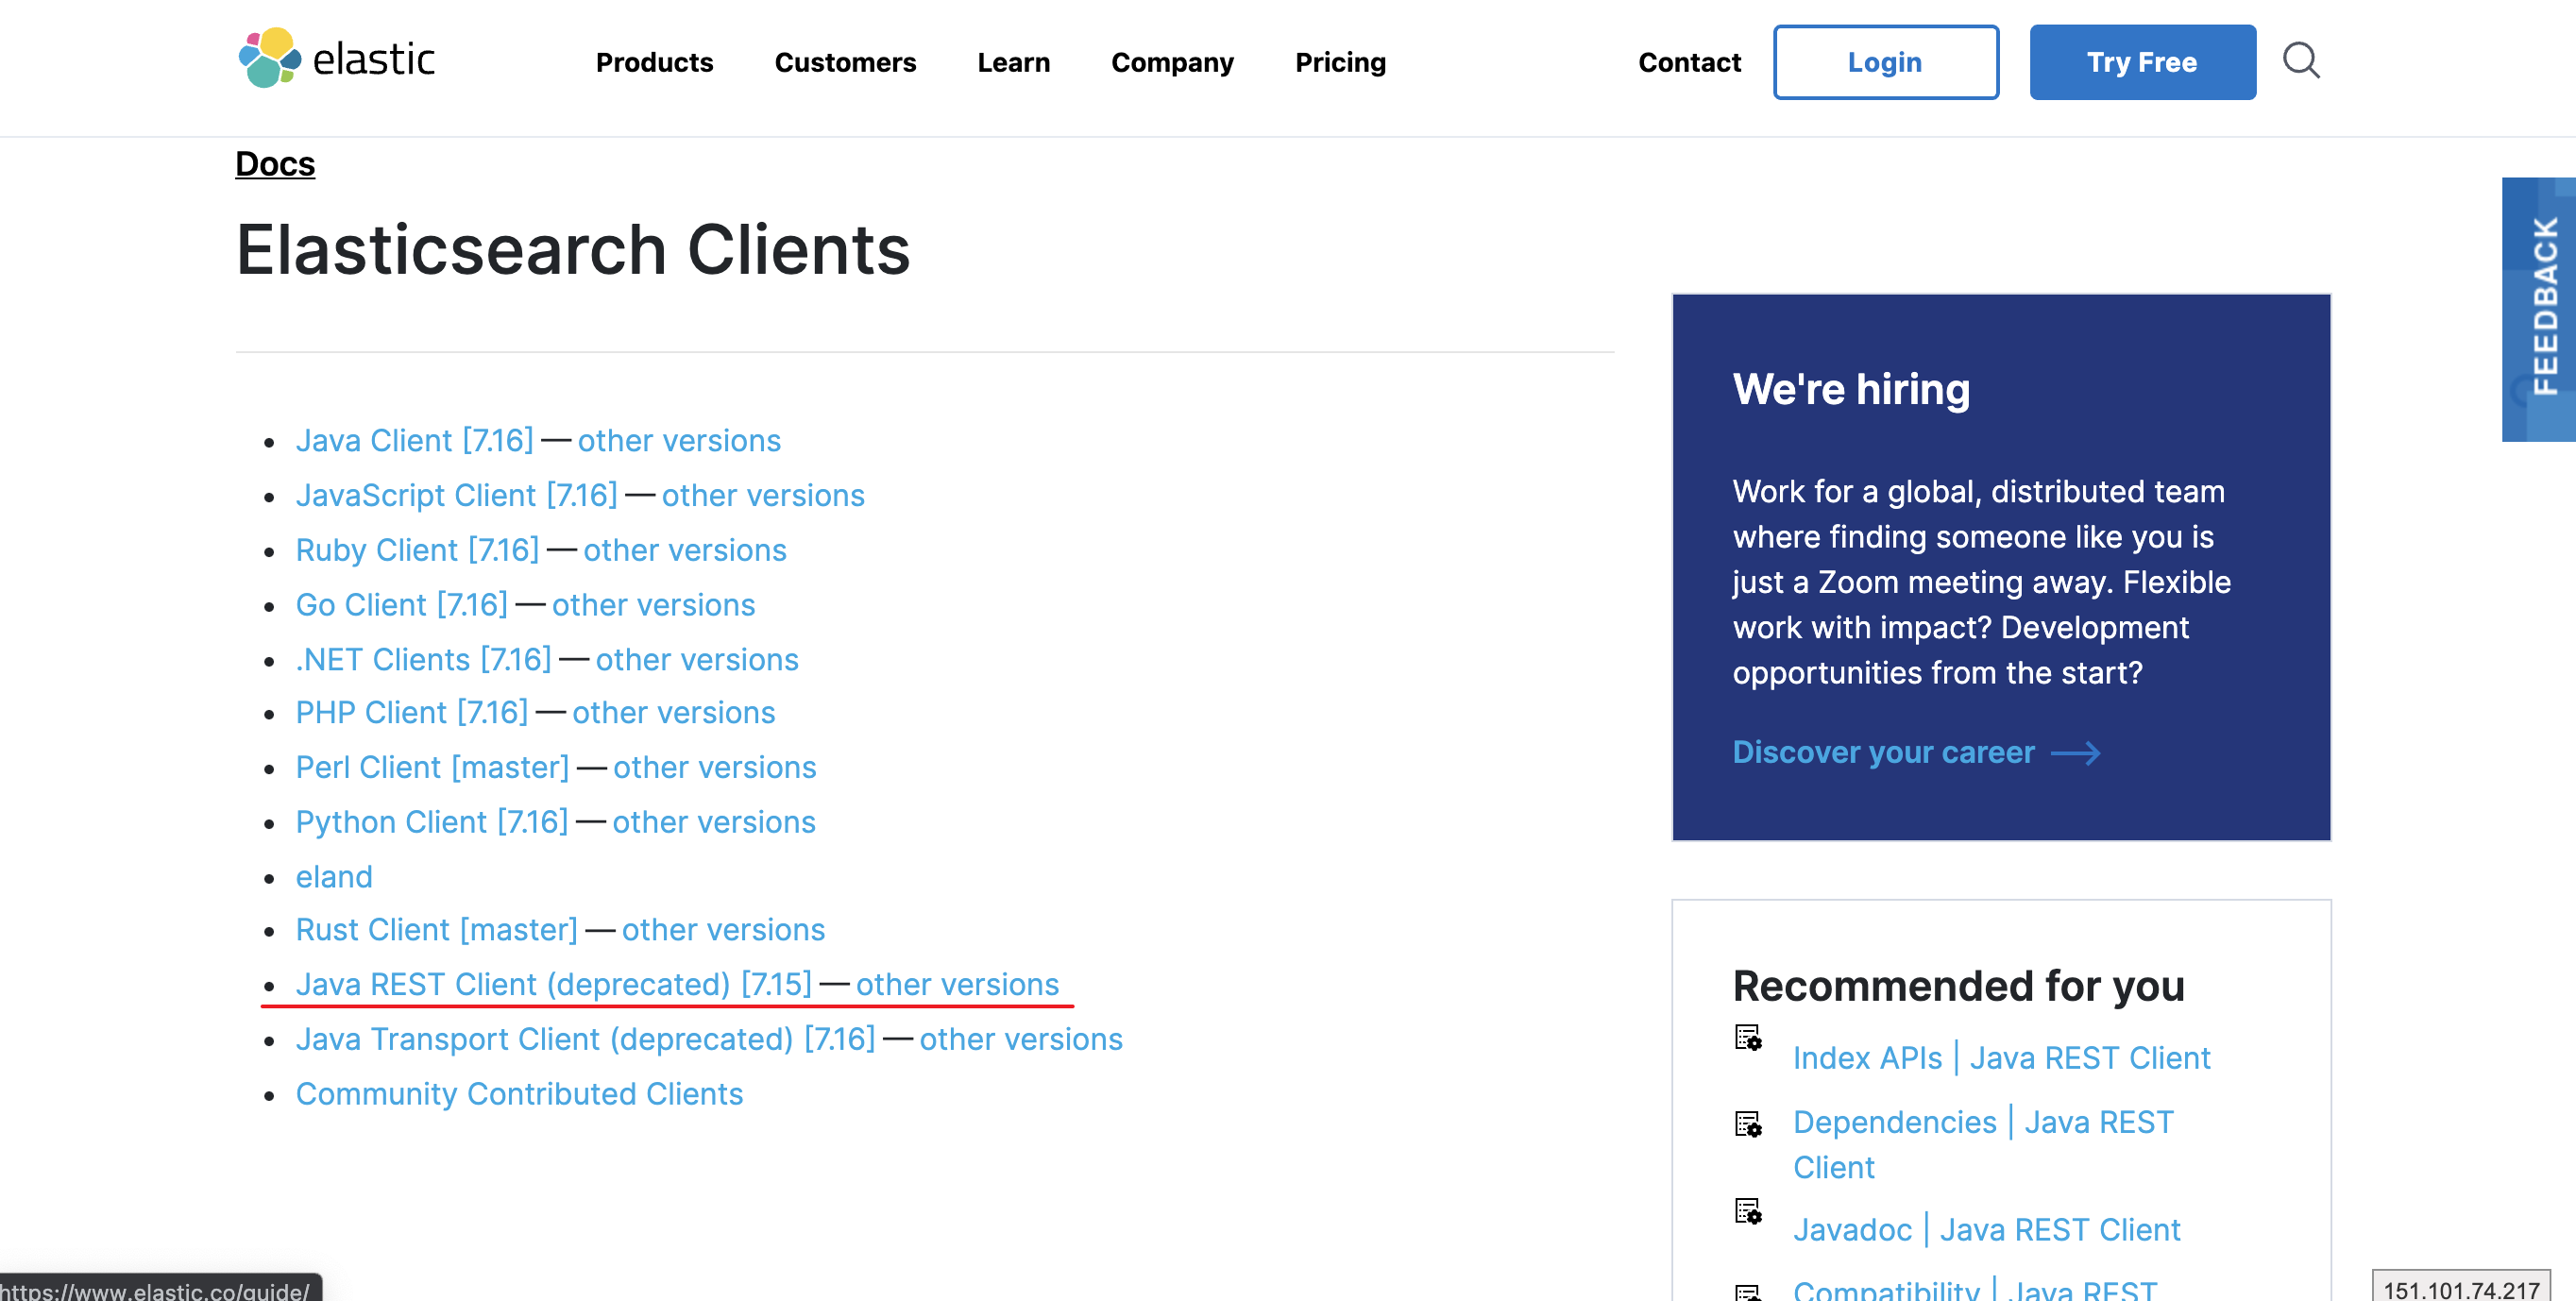 elastic
Products Customers Learn Company Pricing Contact Login Try Free
Docs
Elasticsearch Clients
Java Client [7.16] — other versions
JavaScript Client [7.16] — other versions
Ruby Client [7.16] — other versions
Go Client [7.16] — other versions
.NET Clients [7.16] — other versions
PHP Client [7.16] — other versions
Perl Client [master] — other versions
Python Client [7.16] — other versions
eland
Rust Client [master] — other versions
Java REST Client (deprecated) [7.15] — other versions
Java Transport Client (deprecated) [7.16] — other versions
Community Contributed Clients
We're hiring
Work for a global, distributed team
where finding someone like you is
just a Zoom meeting away. Flexible
work with impact? Development
opportunities from the start?
Discover your career
Recommended for you
Index APIs | Java REST Client
Dependencies | Java REST
Client
Javadoc | Java REST Client
Compatibility | Java REST
FEEDBACK
https://www.elastic.co/guide/
151.101.74.217